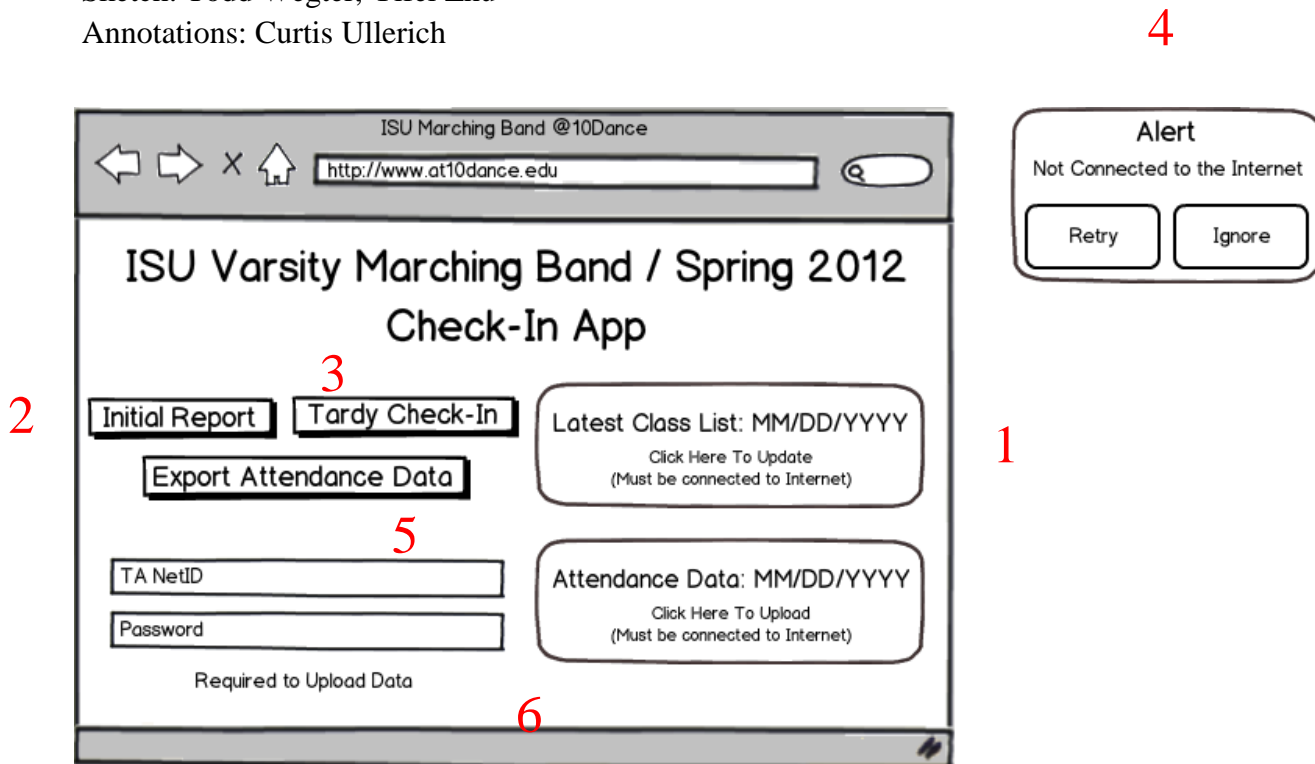 Annotations: Curtis Ullerich
4
ISU Marching Band @10Dance
http://www.at10dance.edu
Alert
Not Connected to the Internet
Retry
Ignore
ISU Varsity Marching Band / Spring 2012
Check-In App
3
2
Initial Report
Tardy Check-In
Export Attendance Data
Latest Class List: MM/DD/YYYY
Click Here To Update
(Must be connected to Internet)
1
5
TA NetID
Password
Required to Upload Data
Attendance Data: MM/DD/YYYY
Click Here To Upload
(Must be connected to Internet)
6